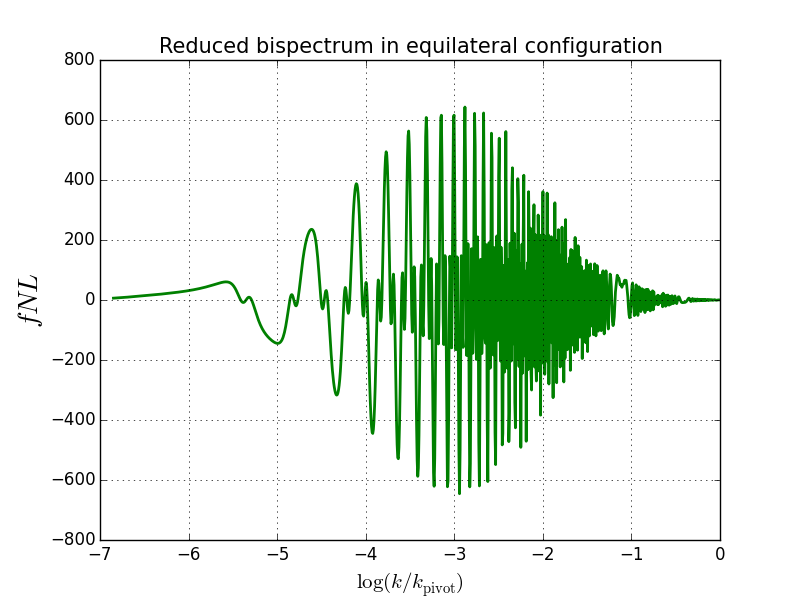 Reduced bispectrum in equilateral configuration
800
600
400
200
0
−200
−400
−600
−800
fNL
−7 −6 −5 −4 −3 −2 −1 0
log(k/k_pivot)